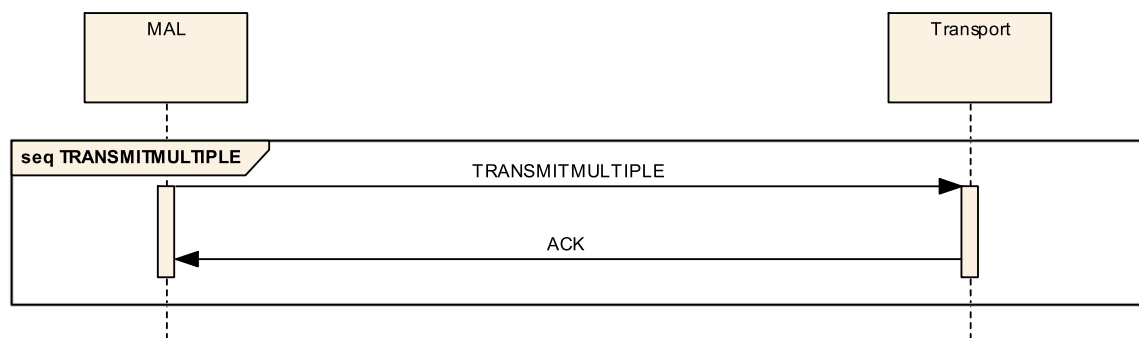 MAL
Transport
seq TRANSMITMULTIPLE
TRANSMITMULTIPLE
ACK